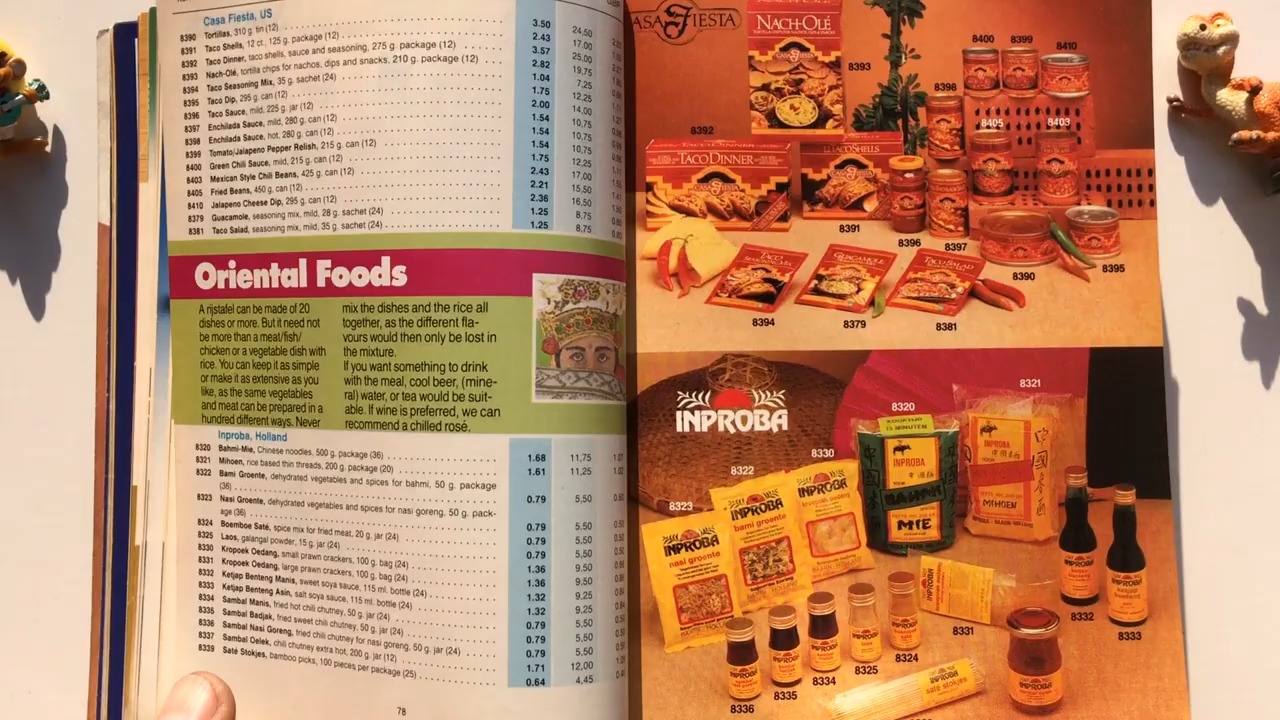 Casa Fiesta, US
8390 Tortillas, 310 g. tin (12) 3.50 24,50
8391 Taco Shells, 12 ct., 125 g. package (12) 2.43 17,00
8392 Taco Dinner, taco shells, sauce and seasoning, 275 g. package (12) 3.57 25,00
8393 Nach-Olé, tortilla chips for nachos, dips and snacks, 210 g. package (12) 2.82 19,75
8394 Taco Seasoning Mix, 35 g. sachet (24) 1.04 7,25
8395 Taco Dip, 295 g. can (12) 1.75 12,25
8396 Taco Sauce, mild, 225 g. jar (12) 2.00 14,00
8397 Enchilada Sauce, mild, 280 g. can (12) 1.54 10,75
8398 Enchilada Sauce, hot, 280 g. can (12) 1.54 10,75
8399 Tomato/Jalapeno Pepper Relish, 215 g. can (12) 1.54 10,75
8400 Green Chili Sauce, mild, 215 g. can (12) 1.75 12,25
8403 Mexican Style Chili Beans, 425 g. can (12) 2.43 17,00
8405 Fried Beans, 450 g. can (12) 2.21 15,50
8410 Jalapeno Cheese Dip, 295 g. can (12) 2.36 16,50
8379 Guacamole, seasoning mix, mild, 28 g. sachet (24) 1.25 8,75
8381 Taco Salad, seasoning mix, mild, 35 g. sachet (24) 1.25 8,75
Oriental Foods
A rijstafel can be made of 20
dishes or more. But it need not
be more than a meat/fish/
chicken or a vegetable dish with
rice. You can keep it as simple
or make it as extensive as you
like, as the same vegetables
and meat can be prepared in a
hundred different ways. Never
mix the dishes and the rice all
together, as the different fla-
vours would then only be lost in
the mixture.
If you want something to drink
with the meal, cool beer, (mine-
ral) water, or tea would be suit-
able. If wine is preferred, we can
recommend a chilled rosé.
Inproba, Holland
8320 Bahmi-Mie, Chinese noodles, 500 g. package (36) 1.68 11,75
8321 Mihoen, rice based thin threads, 200 g. package (20) 1.61 11,25
8322 Bami Groente, dehydrated vegetables and spices for bahmi, 50 g. package
(36) 0.79 5,50
8323 Nasi Groente, dehydrated vegetables and spices for nasi goreng, 50 g. pack-
age (36) 0.79 5,50
8324 Boemboe Saté, spice mix for fried meat, 20 g. jar (24) 0.79 5,50
8325 Laos, galangal powder, 15 g. jar (24) 0.79 5,50
8330 Kropoek Oedang, small prawn crackers, 100 g. bag (24) 1.36 9,50
8331 Kropoek Oedang, large prawn crackers, 100 g. bag (24) 1.36 9,50
8332 Ketjap Benteng Manis, sweet soya sauce, 115 ml. bottle (24) 1.32 9,25
8333 Ketjap Benteng Asin, salt soya sauce, 115 ml. bottle (24) 1.32 9,25
8334 Sambal Manis, fried hot chili chutney, 50 g. jar (24) 0.79 5,50
8335 Sambal Badjak, fried sweet chili chutney, 50 g. jar (24) 0.79 5,50
8336 Sambal Nasi Goreng, fried chili chutney for nasi goreng, 50 g. jar (24) 0.79 5,50
8337 Sambal Oelek, chili chutney extra hot, 200 g. jar (12) 1.71 12,00
8339 Saté Stokjes, bamboo picks, 100 pieces per package (25) 0.64 4,45
78
CASA FIESTA
NACH-OLÉ
8393
8400
8399
8410
8398
8405
8403
8392
TACO DINNER
CASA FIESTA
12 TACO SHELLS
8391
8396
8397
8390
8395
TACO
SEASONING MIX
GUACAMOLE
TACO SALAD
8394
8379
8381
INPROBA
8321
8320
8330
8322
8323
INPROBA
nasi groente
INPROBA
bami groente
INPROBA
kroepoek oedang
INPROBA
BAHMI
MIE
INPROBA
MIHOEN
8332
8333
8331
8324
8325
8334
8335
8336
INPROBA
saté stokjes
INPROBA